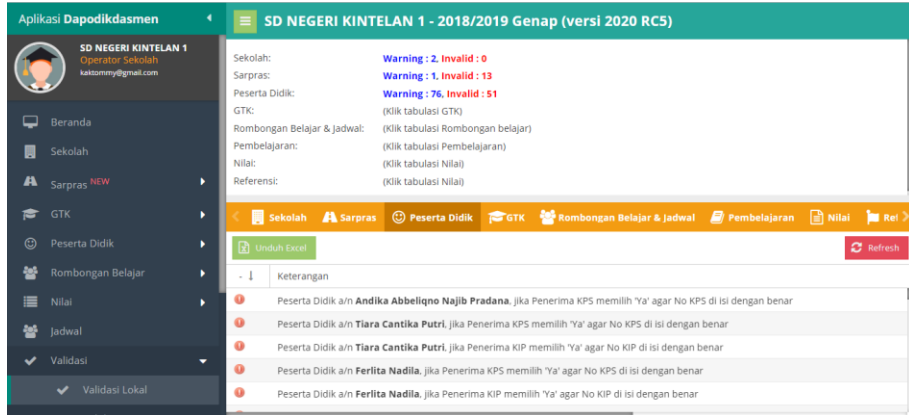 Aplikasi Dapodikdasmen
SD NEGERI KINTELAN 1 - 2018/2019 Genap (versi 2020 RC5)
SD NEGERI KINTELAN 1
Operator Sekolah
kaktommy@gmail.com
Beranda
Sekolah
Sarpras NEW
GTK
Peserta Didik
Rombongan Belajar
Nilai
Jadwal
Validasi
Validasi Lokal
Sekolah: Warning : 2, Invalid : 0
Sarpras: Warning : 1, Invalid : 13
Peserta Didik: Warning : 76, Invalid : 51
GTK: (Klik tabulasi GTK)
Rombongan Belajar & Jadwal: (Klik tabulasi Rombongan belajar)
Pembelajaran: (Klik tabulasi Pembelajaran)
Nilai: (Klik tabulasi Nilai)
Referensi: (Klik tabulasi Nilai)
Sekolah Sarpras Peserta Didik GTK Rombongan Belajar & Jadwal Pembelajaran Nilai Ref
Unduh Excel Refresh
- ↓ Keterangan
Peserta Didik a/n Andika Abbeliqno Najib Pradana, jika Penerima KPS memilih 'Ya' agar No KPS di isi dengan benar
Peserta Didik a/n Tiara Cantika Putri, jika Penerima KPS memilih 'Ya' agar No KPS di isi dengan benar
Peserta Didik a/n Tiara Cantika Putri, jika Penerima KIP memilih 'Ya' agar No KIP di isi dengan benar
Peserta Didik a/n Ferlita Nadila, jika Penerima KPS memilih 'Ya' agar No KPS di isi dengan benar
Peserta Didik a/n Ferlita Nadila, jika Penerima KIP memilih 'Ya' agar No KIP di isi dengan benar